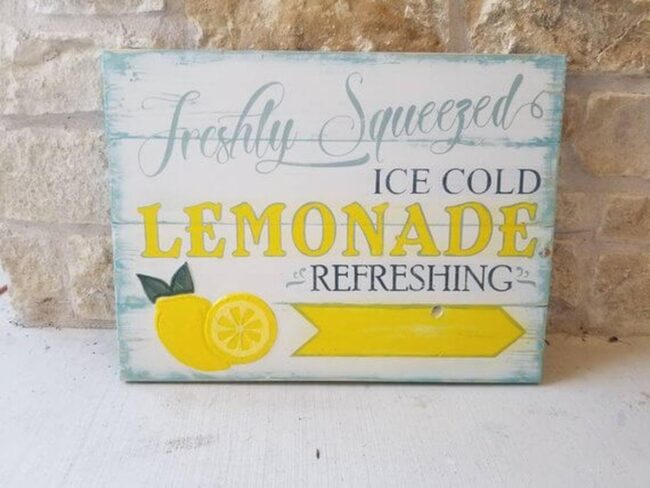 Freshly Squeezed
ICE COLD
LEMONADE
REFRESHING